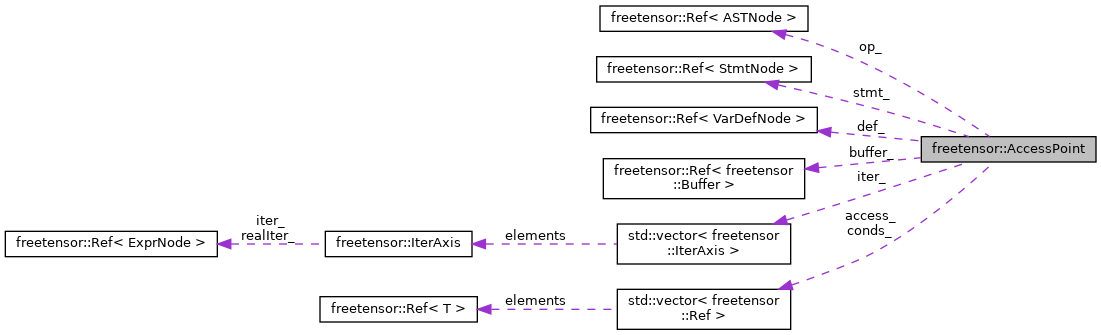 freetensor::Ref< ASTNode >
op_
freetensor::Ref< StmtNode >
stmt_
freetensor::Ref< VarDefNode >
def_
freetensor::AccessPoint
buffer_
freetensor::Ref< freetensor
::Buffer >
iter_
access_
conds_
iter_
realIter_
freetensor::Ref< ExprNode >
freetensor::IterAxis
elements
std::vector< freetensor
::IterAxis >
freetensor::Ref< T >
elements
std::vector< freetensor
::Ref >